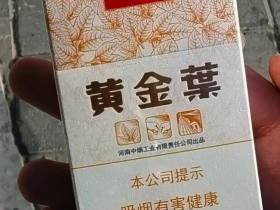 黄金葉
河南中烟工业有限责任公司出品
本公司提示
吸烟有害健康